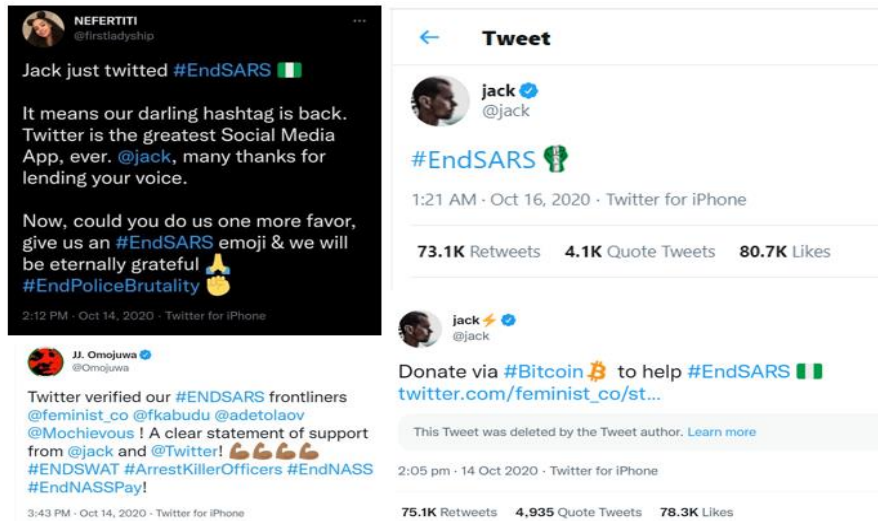 NEFERTITI
@firstladyship
Jack just twitted #EndSARS 🇳🇬
It means our darling hashtag is back.
Twitter is the greatest Social Media
App, ever. @jack, many thanks for
lending your voice.
Now, could you do us one more favor,
give us an #EndSARS emoji & we will
be eternally grateful 🙏
#EndPoliceBrutality ✊
2:12 PM · Oct 14, 2020 · Twitter for iPhone
JJ. Omojuwa
@Omojuwa
Twitter verified our #ENDSARS frontliners
@feminist_co @fkabudu @adetolaov
@Mochievous ! A clear statement of support
from @jack and @Twitter! 💪🏾💪🏾💪🏾💪🏾
#ENDSWAT #ArrestKillerOfficers #EndNASS
#EndNASSPay!
3:43 PM · Oct 14, 2020 · Twitter for iPhone
← Tweet
jack
@jack
#EndSARS
1:21 AM · Oct 16, 2020 · Twitter for iPhone
73.1K Retweets 4.1K Quote Tweets 80.7K Likes
jack⚡
@jack
Donate via #Bitcoin ₿ to help #EndSARS 🇳🇬
twitter.com/feminist_co/st...
This Tweet was deleted by the Tweet author. Learn more
2:05 pm · 14 Oct 2020 · Twitter for iPhone
75.1K Retweets 4,935 Quote Tweets 78.3K Likes